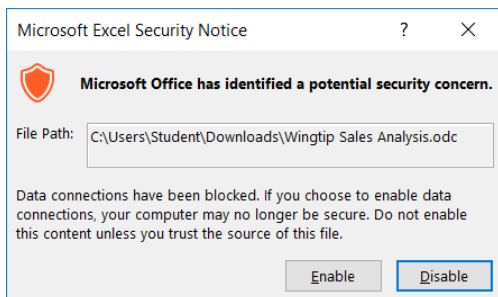 Microsoft Excel Security Notice ?
Microsoft Office has identified a potential security concern.
File Path: C:\Users\Student\Downloads\Wingtip Sales Analysis.odc
Data connections have been blocked. If you choose to enable data
connections, your computer may no longer be secure. Do not enable
this content unless you trust the source of this file.
Enable Disable